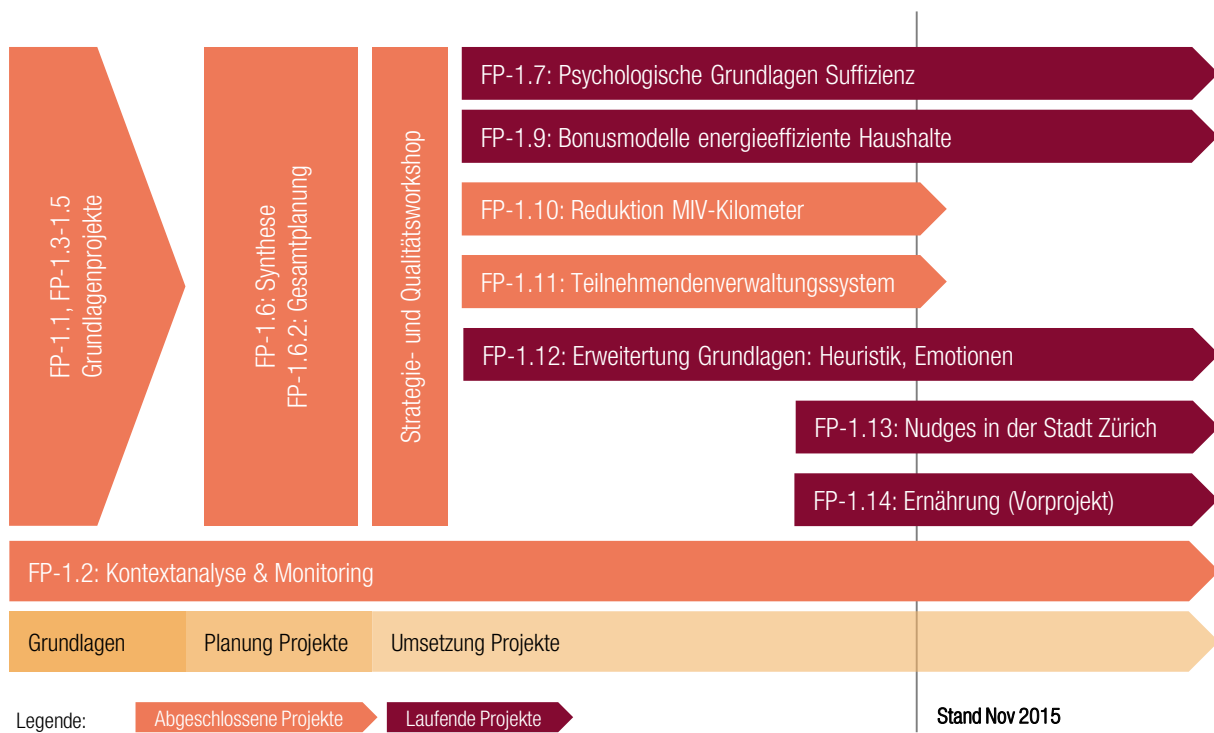 FP-1.1, FP-1.3-1.5
Grundlagenprojekte
FP-1.6: Synthese
FP-1.6.2: Gesamtplanung
Strategie- und Qualitätsworkshop
FP-1.7: Psychologische Grundlagen Suffizienz
FP-1.9: Bonusmodelle energieeffiziente Haushalte
FP-1.10: Reduktion MIV-Kilometer
FP-1.11: Teilnehmendenverwaltungssystem
FP-1.12: Erweitertung Grundlagen: Heuristik, Emotionen
FP-1.13: Nudges in der Stadt Zürich
FP-1.14: Ernährung (Vorprojekt)
FP-1.2: Kontextanalyse & Monitoring
Grundlagen
Planung Projekte
Umsetzung Projekte
Legende:
Abgeschlossene Projekte
Laufende Projekte
Stand Nov 2015